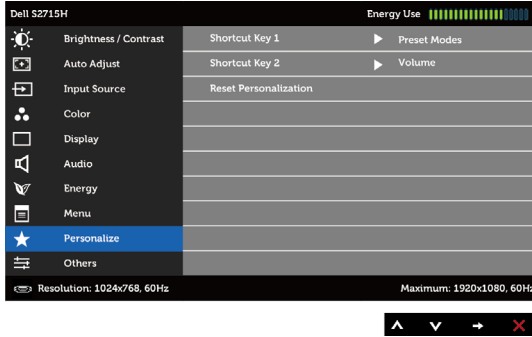 Dell S2715H Energy Use
Brightness / Contrast Shortcut Key 1 Preset Modes
Auto Adjust Shortcut Key 2 Volume
Input Source Reset Personalization
Color
Display
Audio
Energy
Menu
Personalize
Others
Resolution: 1024x768, 60Hz Maximum: 1920x1080, 60Hz